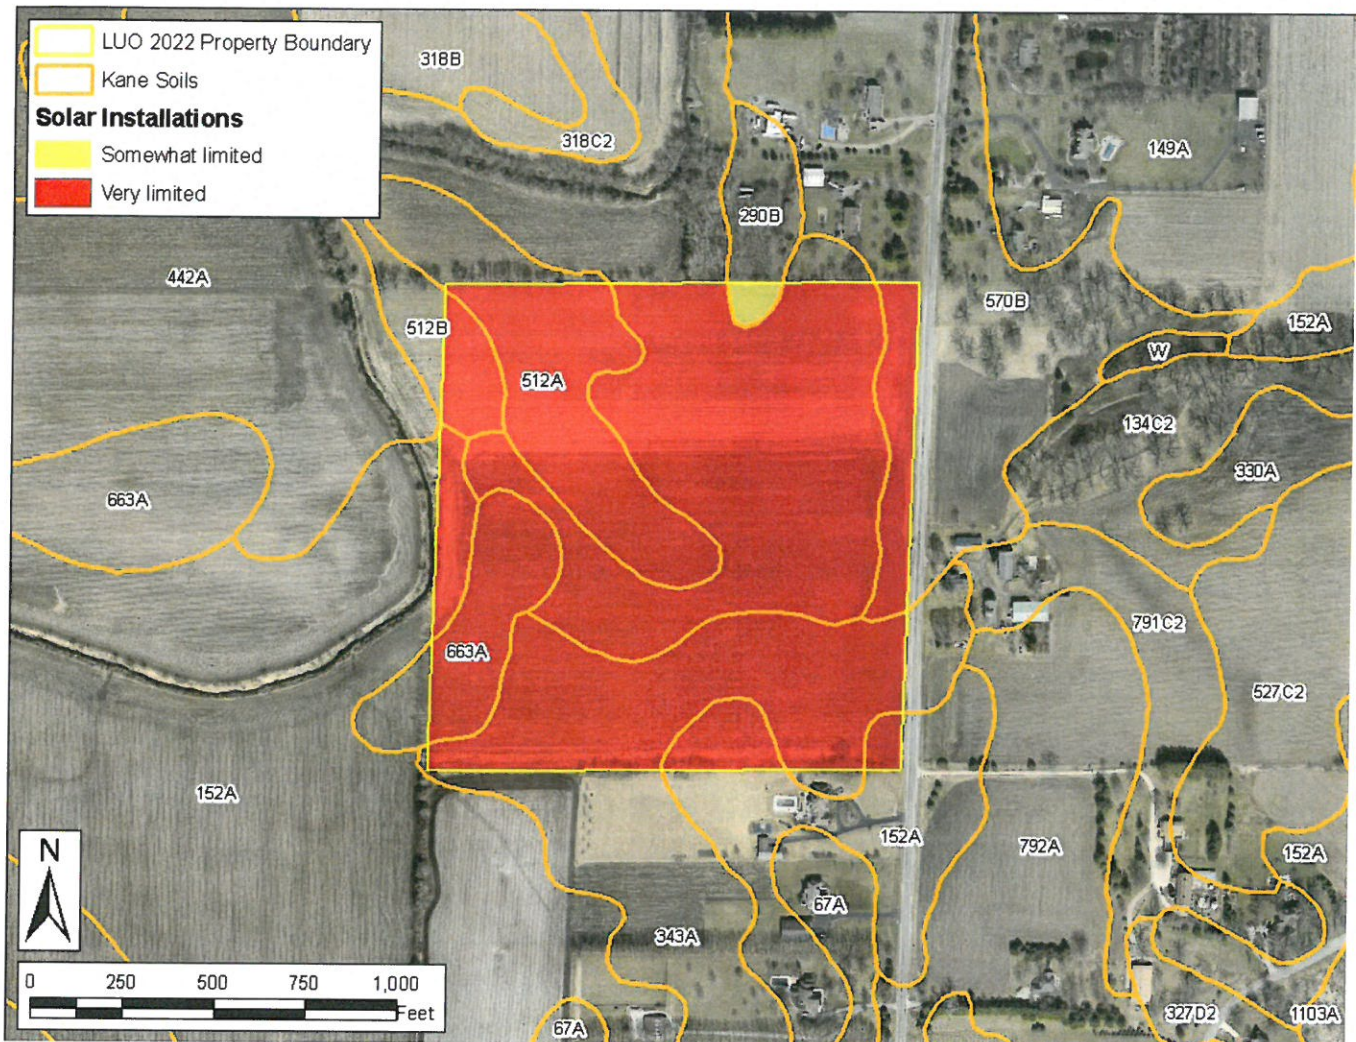 LUO 2022 Property Boundary
Kane Soils
Solar Installations
Somewhat limited
Very limited
318B
318C2
149A
290B
442A
570B
512B
152A
W
512A
134C2
330A
663A
791C2
663A
527C2
152A
152A
792A
152A
67A
343A
N
0 250 500 750 1,000
Feet
67A
327D2
1103A